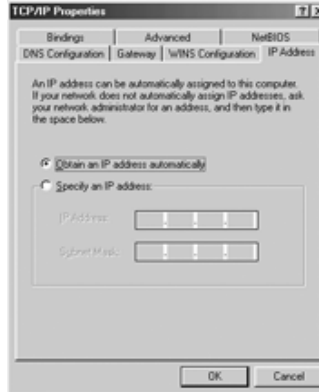 TCP/IP Properties
Bindings Advanced NetBIOS
DNS Configuration Gateway WINS Configuration IP Address
An IP address can be automatically assigned to this computer.
If your network does not automatically assign IP addresses, ask
your network administrator for an address, and then type it in
the space below.
Obtain an IP address automatically
Specify an IP address:
IP Address:
Subnet Mask:
OK Cancel